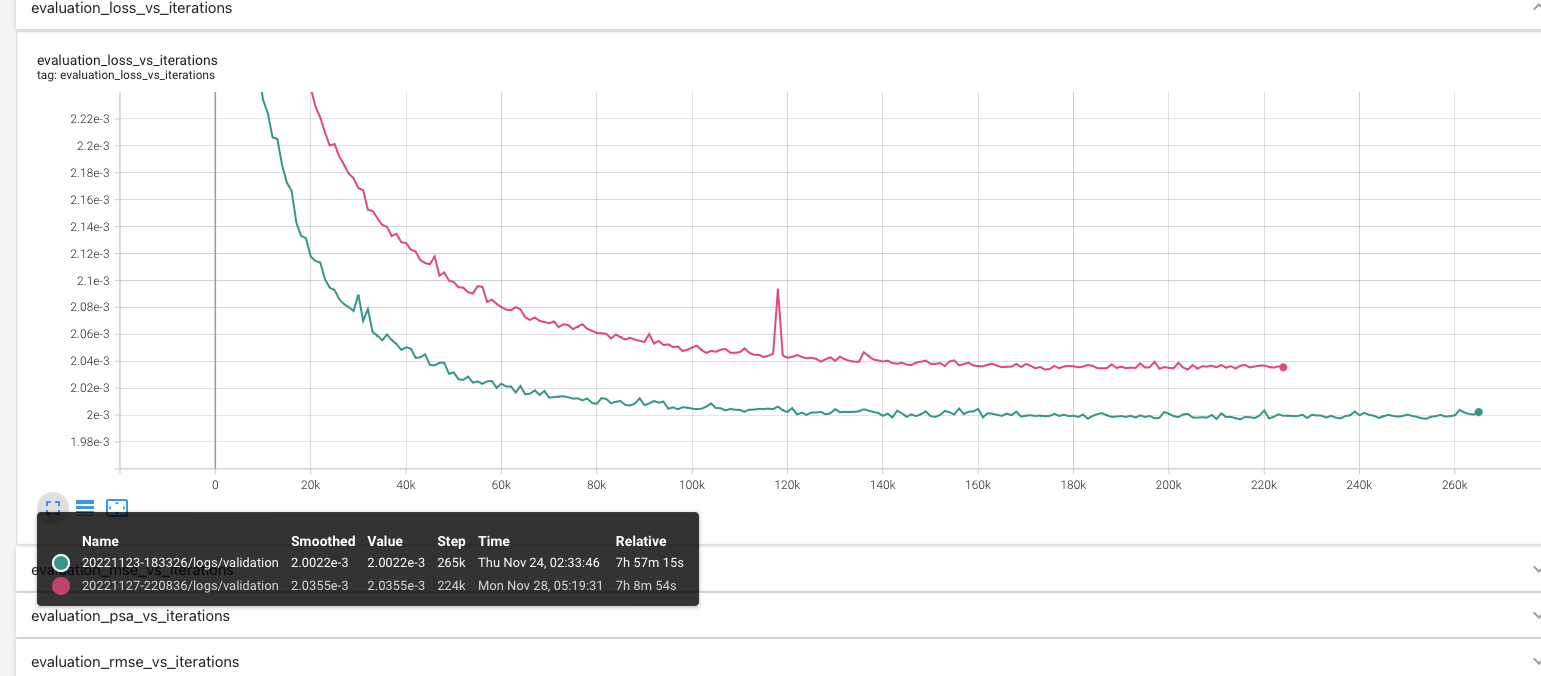 evaluation_loss_vs_iterations
evaluation_loss_vs_iterations
tag: evaluation_loss_vs_iterations
2.22e-3
2.2e-3
2.18e-3
2.16e-3
2.14e-3
2.12e-3
2.1e-3
2.08e-3
2.06e-3
2.04e-3
2.02e-3
2e-3
1.98e-3
0 20k 40k 60k 80k 100k 120k 140k 160k 180k 200k 220k 240k 260k
Name Smoothed Value Step Time Relative
20221123-183326/logs/validation 2.0022e-3 2.0022e-3 265k Thu Nov 24, 02:33:46 7h 57m 15s
evaluation_mse_vs_iterations
20221127-220836/logs/validation 2.0355e-3 2.0355e-3 224k Mon Nov 28, 05:19:31 7h 8m 54s
evaluation_psa_vs_iterations
evaluation_rmse_vs_iterations